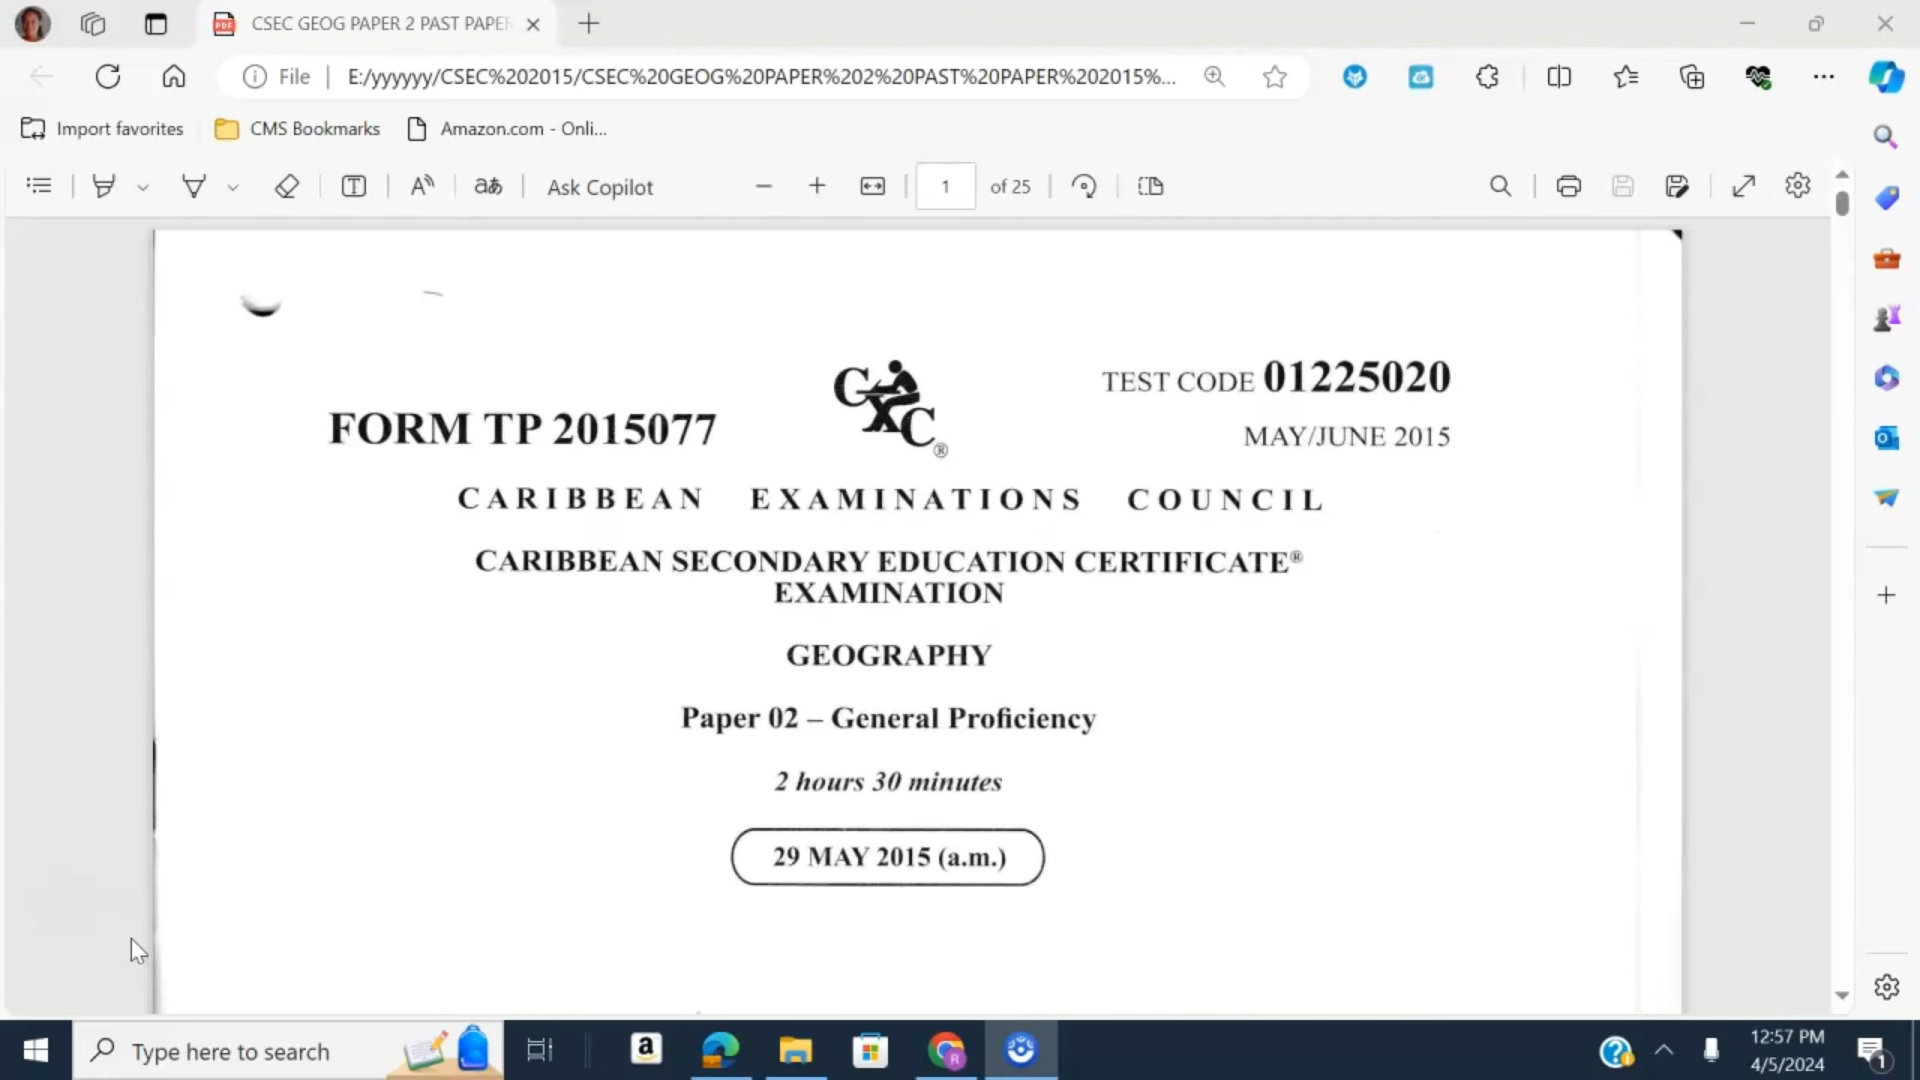 CSEC GEOG PAPER 2 PAST PAPER
File
E:/yyyyyy/CSEC%202015/CSEC%20GEOG%20PAPER%202%20PAST%20PAPER%202015%...
Import favorites
CMS Bookmarks
Amazon.com - Onli...
Ask Copilot
1 of 25
CXC®
TEST CODE 01225020
FORM TP 2015077
MAY/JUNE 2015
CARIBBEAN EXAMINATIONS COUNCIL
CARIBBEAN SECONDARY EDUCATION CERTIFICATE®
EXAMINATION
GEOGRAPHY
Paper 02 – General Proficiency
2 hours 30 minutes
29 MAY 2015 (a.m.)
Type here to search
12:57 PM
4/5/2024
1